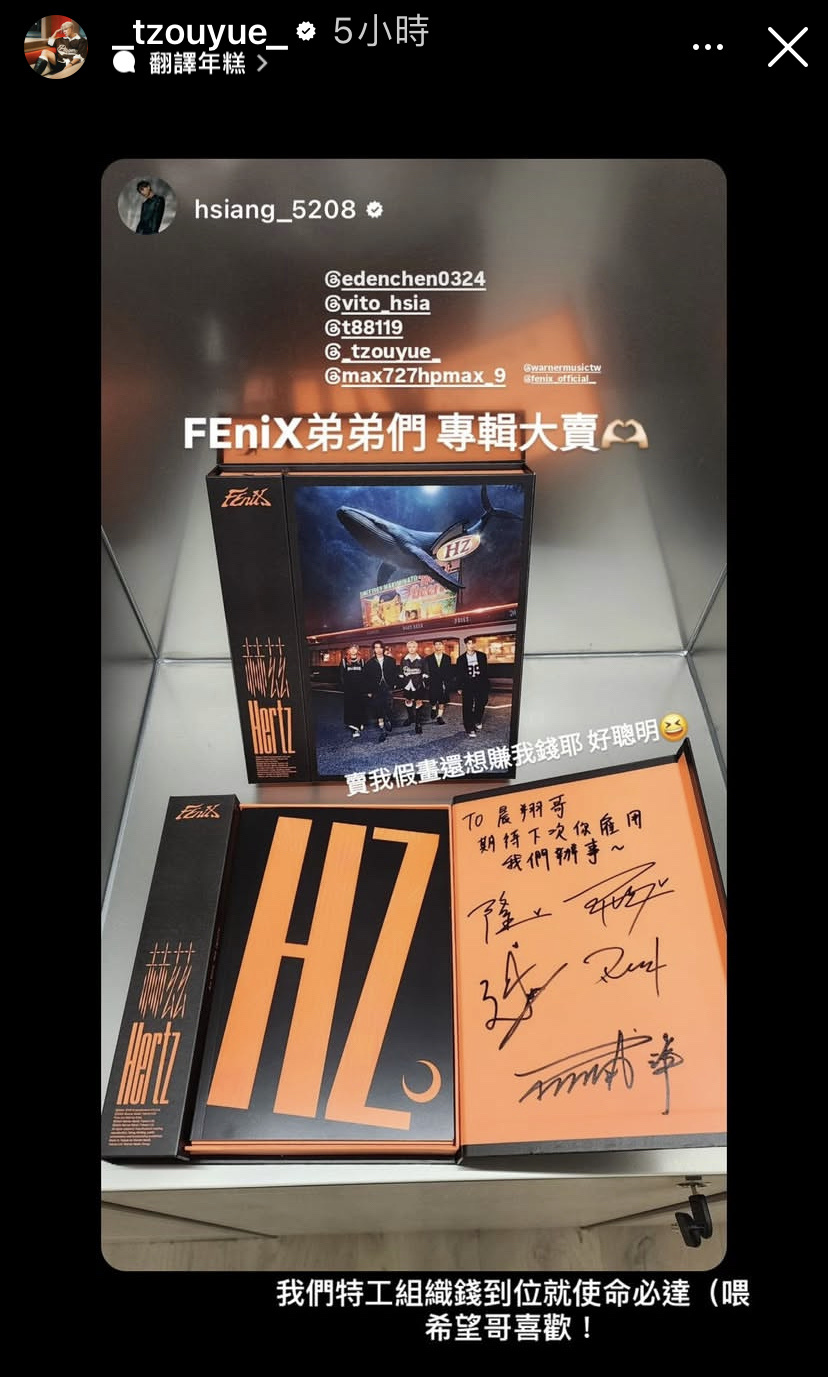 _tzouyue_ 5小時
翻譯年糕 >
hsiang_5208
@edenchen0324
@vito_hsia
@t88119
@_tzouyue_
@max727hpmax_9
@warnermusictw
@fenix_official_
FEniX弟弟們 專輯大賣🫶🏻
FEniX
HZ
赫茲
Hertz
賣我假畫還想賺我錢耶 好聰明😆
FEniX
HZ
赫茲
Hertz
TO 晨翔哥
期待下次你雇用
我們辦事~
我們特工組織錢到位就使命必達（喂
希望哥喜歡！